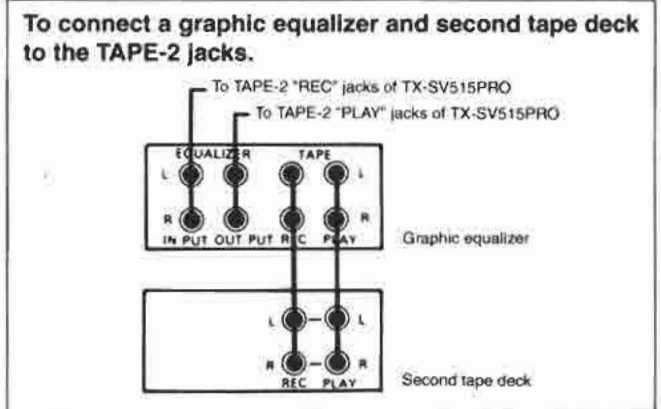 To connect a graphic equalizer and second tape deck
to the TAPE-2 jacks.
To TAPE-2 "REC" jacks of TX-SV515PRO
To TAPE-2 "PLAY" jacks of TX-SV515PRO
EQUALIZER TAPE
L L
R R
IN PUT OUT PUT REC PLAY
Graphic equalizer
L L
R R
REC PLAY
Second tape deck